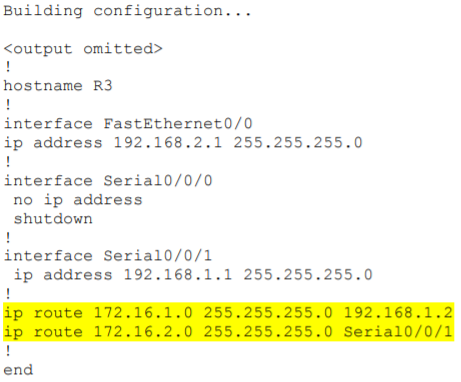 Building configuration...
<output omitted>
!
hostname R3
!
interface FastEthernet0/0
ip address 192.168.2.1 255.255.255.0
!
interface Serial0/0/0
no ip address
shutdown
!
interface Serial0/0/1
ip address 192.168.1.1 255.255.255.0
!
ip route 172.16.1.0 255.255.255.0 192.168.1.2
ip route 172.16.2.0 255.255.255.0 Serial0/0/1
!
end